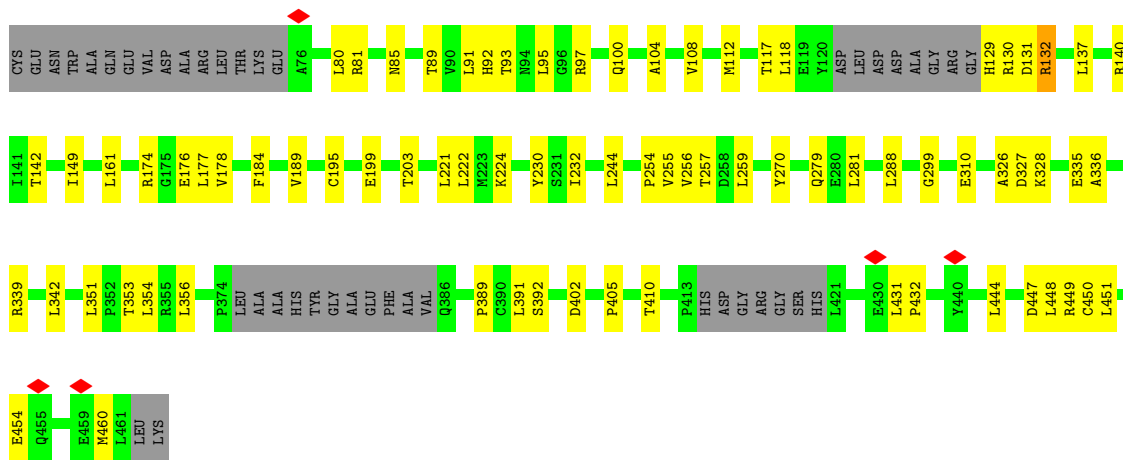 CYS GLU ASN TRP ALA GLN GLU VAL ASP ALA ARG LEU THR LYS GLU A76 L80 R81 N85 T89 V90 L91 H92 T93 N94 L95 G96 R97 Q100 A104 V108 M112 T117 L118 E119 Y120 ASP LEU ASP ASP ALA GLY ARG GLY H129 R130 D131 R132 L137 R140
I141 T142 I149 L161 R174 G175 E176 L177 V178 F184 V189 C195 E199 T203 L221 L222 M223 K224 Y230 S231 I232 L244 P254 V255 V256 T257 D258 L259 Y270 Q279 E280 L281 L288 G299 E310 A326 D327 K328 E335 A336
R339 L342 L351 P352 T353 L354 R355 L356 P374 LEU ALA ALA HIS TYR GLY ALA GLU PHE ALA VAL Q386 P389 C390 L391 S392 D402 P405 T410 P413 HIS ASP GLY ARG GLY SER HIS L421 E430 L431 P432 Y440 L444 D447 L448 R449 C450 L451
E454 Q455 E459 M460 L461 LEU LYS